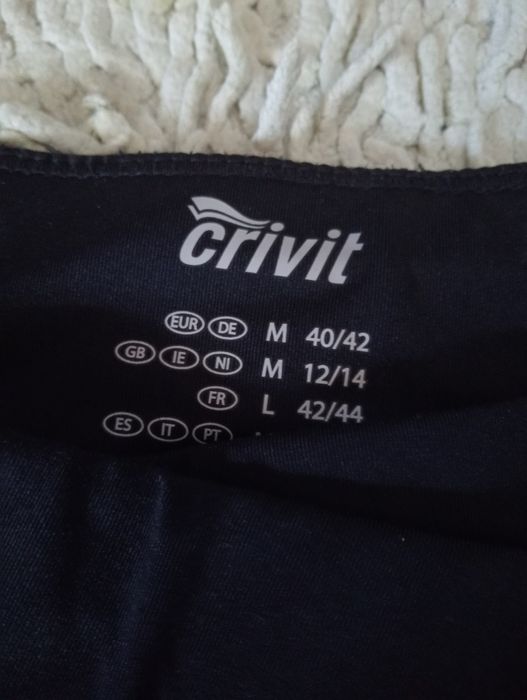 crivit
EUR DE M 40/42
GB IE NI M 12/14
FR L 42/44
ES IT PT